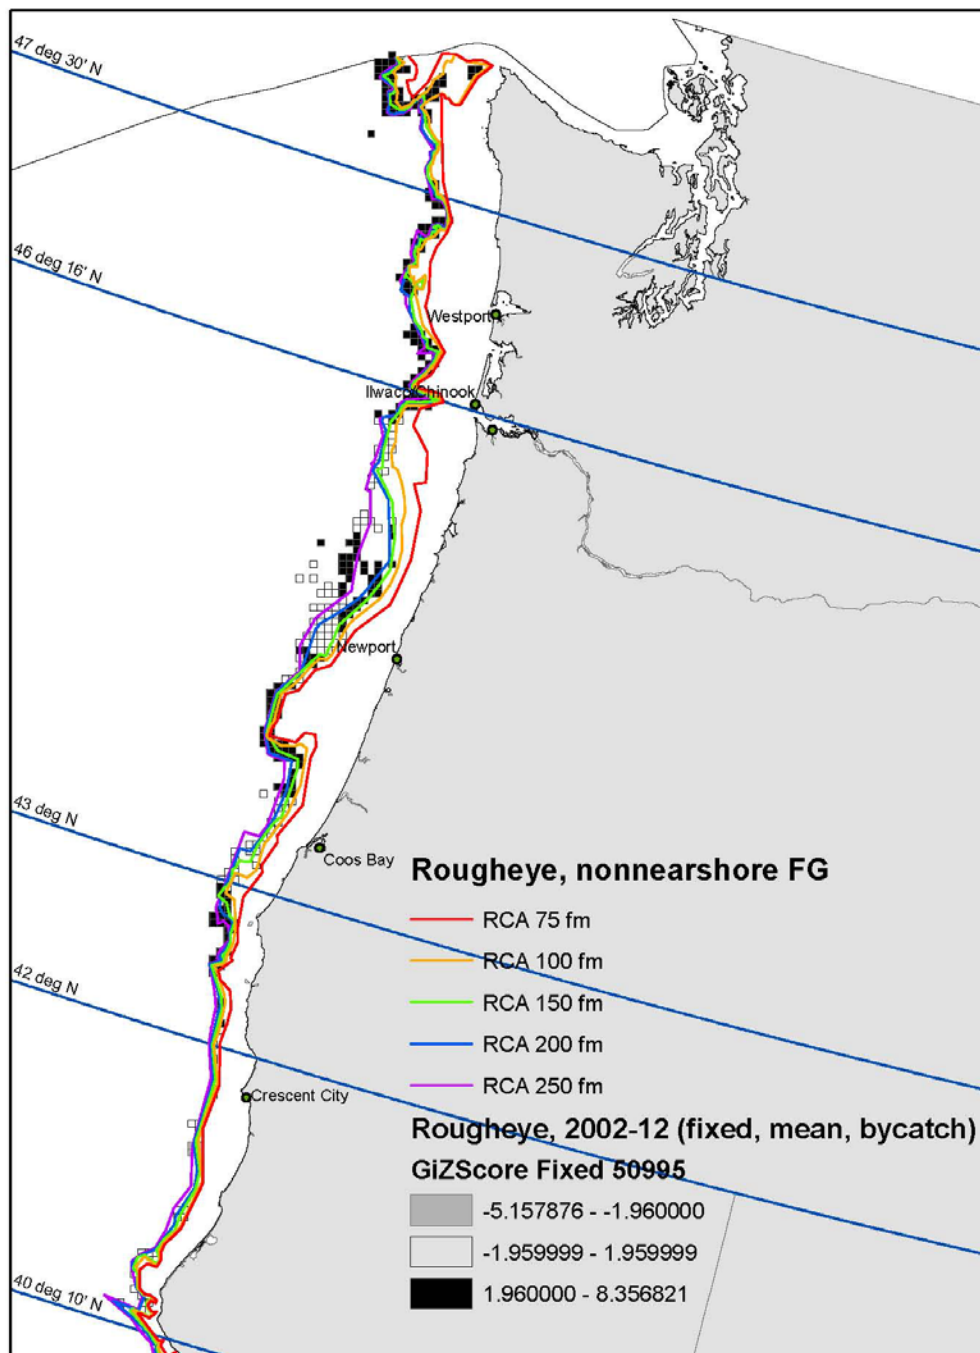 47 deg 30' N
46 deg 16' N
Westport
Ilwaco/Chinook
Newport
43 deg N
Coos Bay
Rougheye, nonnearshore FG
RCA 75 fm
RCA 100 fm
42 deg N
RCA 150 fm
RCA 200 fm
RCA 250 fm
Crescent City
Rougheye, 2002-12 (fixed, mean, bycatch)
GiZScore Fixed 50995
-5.157876 - -1.960000
-1.959999 - 1.959999
40 deg 10' N
1.960000 - 8.356821